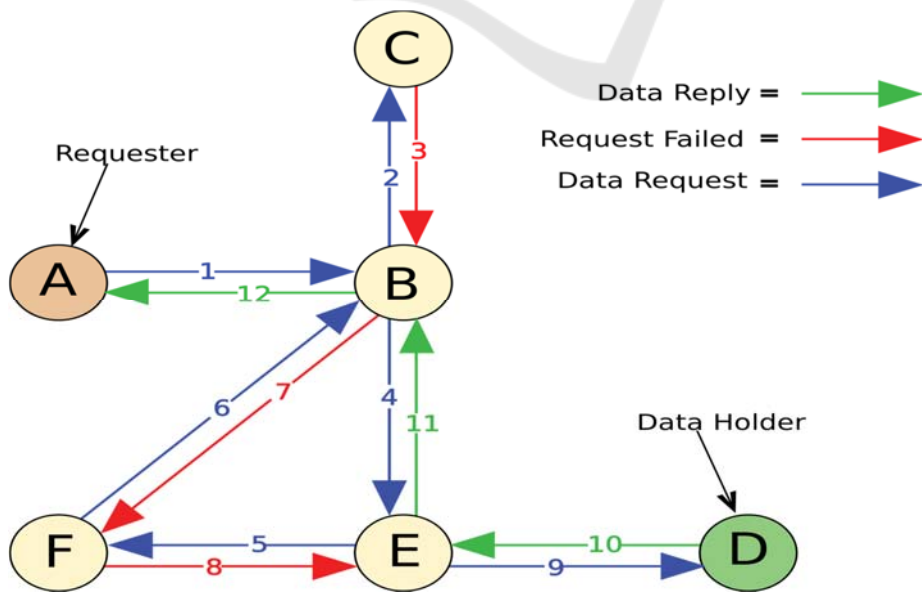 C
Data Reply =
Request Failed =
Data Request =
3
2
Requester
A
1
12
B
6
7
4
11
Data Holder
F
5
8
E
10
9
D